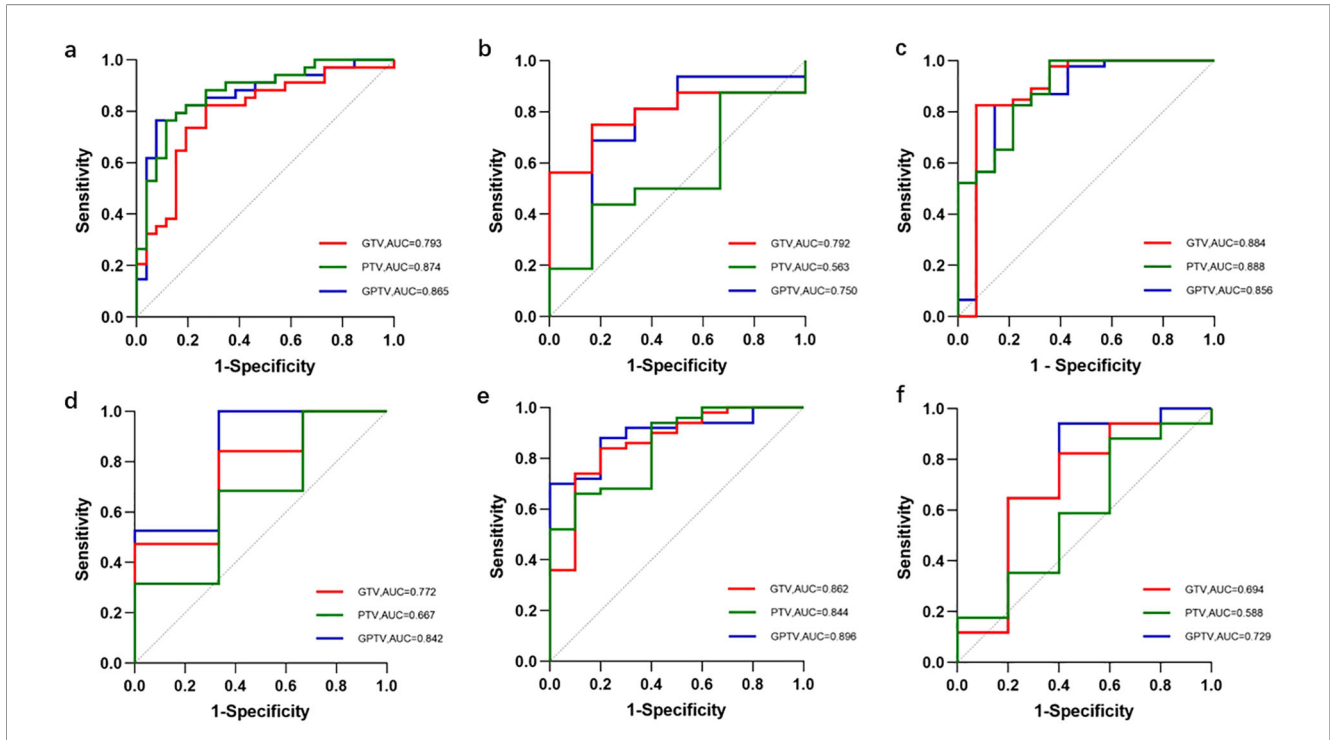 a
1.0
0.8
0.6
0.4
0.2
0.0
Sensitivity
0.0 0.2 0.4 0.6 0.8 1.0
1-Specificity
GTV,AUC=0.793
PTV,AUC=0.874
GPTV,AUC=0.865
b
1.0
0.8
0.6
0.4
0.2
0.0
Sensitivity
0.0 0.2 0.4 0.6 0.8 1.0
1-Specificity
GTV,AUC=0.792
PTV,AUC=0.563
GPTV,AUC=0.750
c
1.0
0.8
0.6
0.4
0.2
0.0
Sensitivity
0.0 0.2 0.4 0.6 0.8 1.0
1 - Specificity
GTV,AUC=0.884
PTV,AUC=0.888
GPTV,AUC=0.856
d
1.0
0.8
0.6
0.4
0.2
0.0
Sensitivity
0.0 0.2 0.4 0.6 0.8 1.0
1-Specificity
GTV,AUC=0.772
PTV,AUC=0.667
GPTV,AUC=0.842
e
1.0
0.8
0.6
0.4
0.2
0.0
Sensitivity
0.0 0.2 0.4 0.6 0.8 1.0
1-Specificity
GTV,AUC=0.862
PTV,AUC=0.844
GPTV,AUC=0.896
f
1.0
0.8
0.6
0.4
0.2
0.0
Sensitivity
0.0 0.2 0.4 0.6 0.8 1.0
1-Specificity
GTV,AUC=0.694
PTV,AUC=0.588
GPTV,AUC=0.729